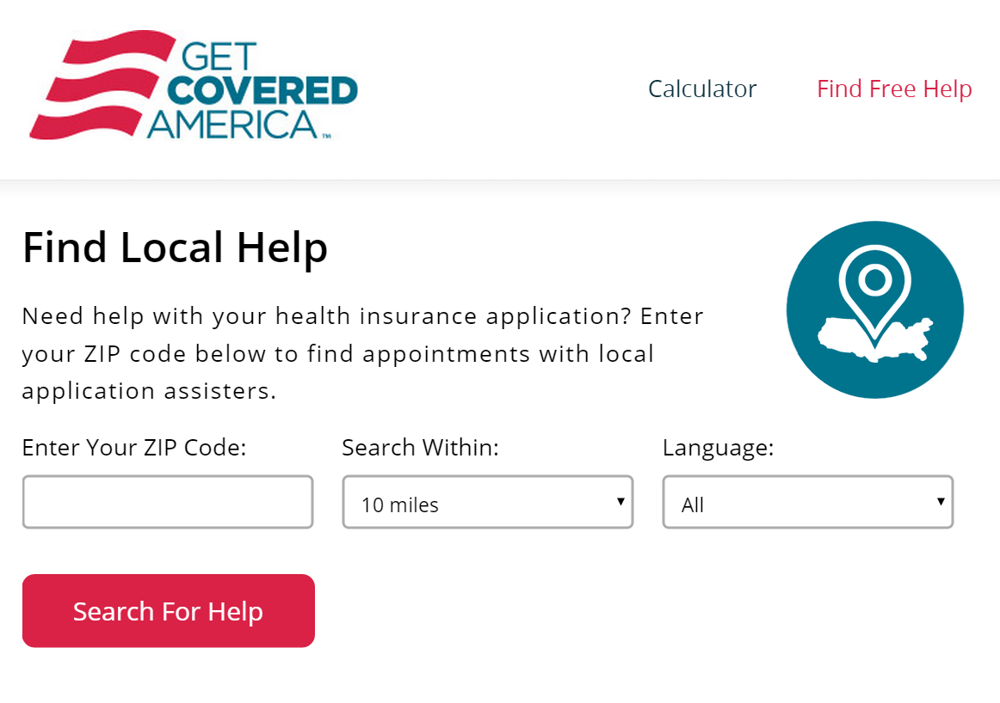 GET
COVERED
AMERICA™
Calculator
Find Free Help
Find Local Help
Need help with your health insurance application? Enter
your ZIP code below to find appointments with local
application assisters.
Enter Your ZIP Code:
Search Within:
Language:
10 miles
All
Search For Help